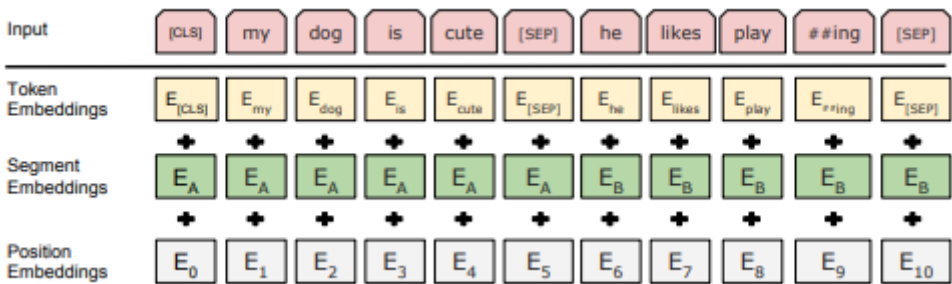 Input [CLS] my dog is cute [SEP] he likes play ##ing [SEP]
Token
Embeddings E[CLS] Emy Edog Eis Ecute E[SEP] Ehe Elikes Eplay E##ing E[SEP]
Segment
Embeddings EA EA EA EA EA EA EB EB EB EB EB
Position
Embeddings E0 E1 E2 E3 E4 E5 E6 E7 E8 E9 E10